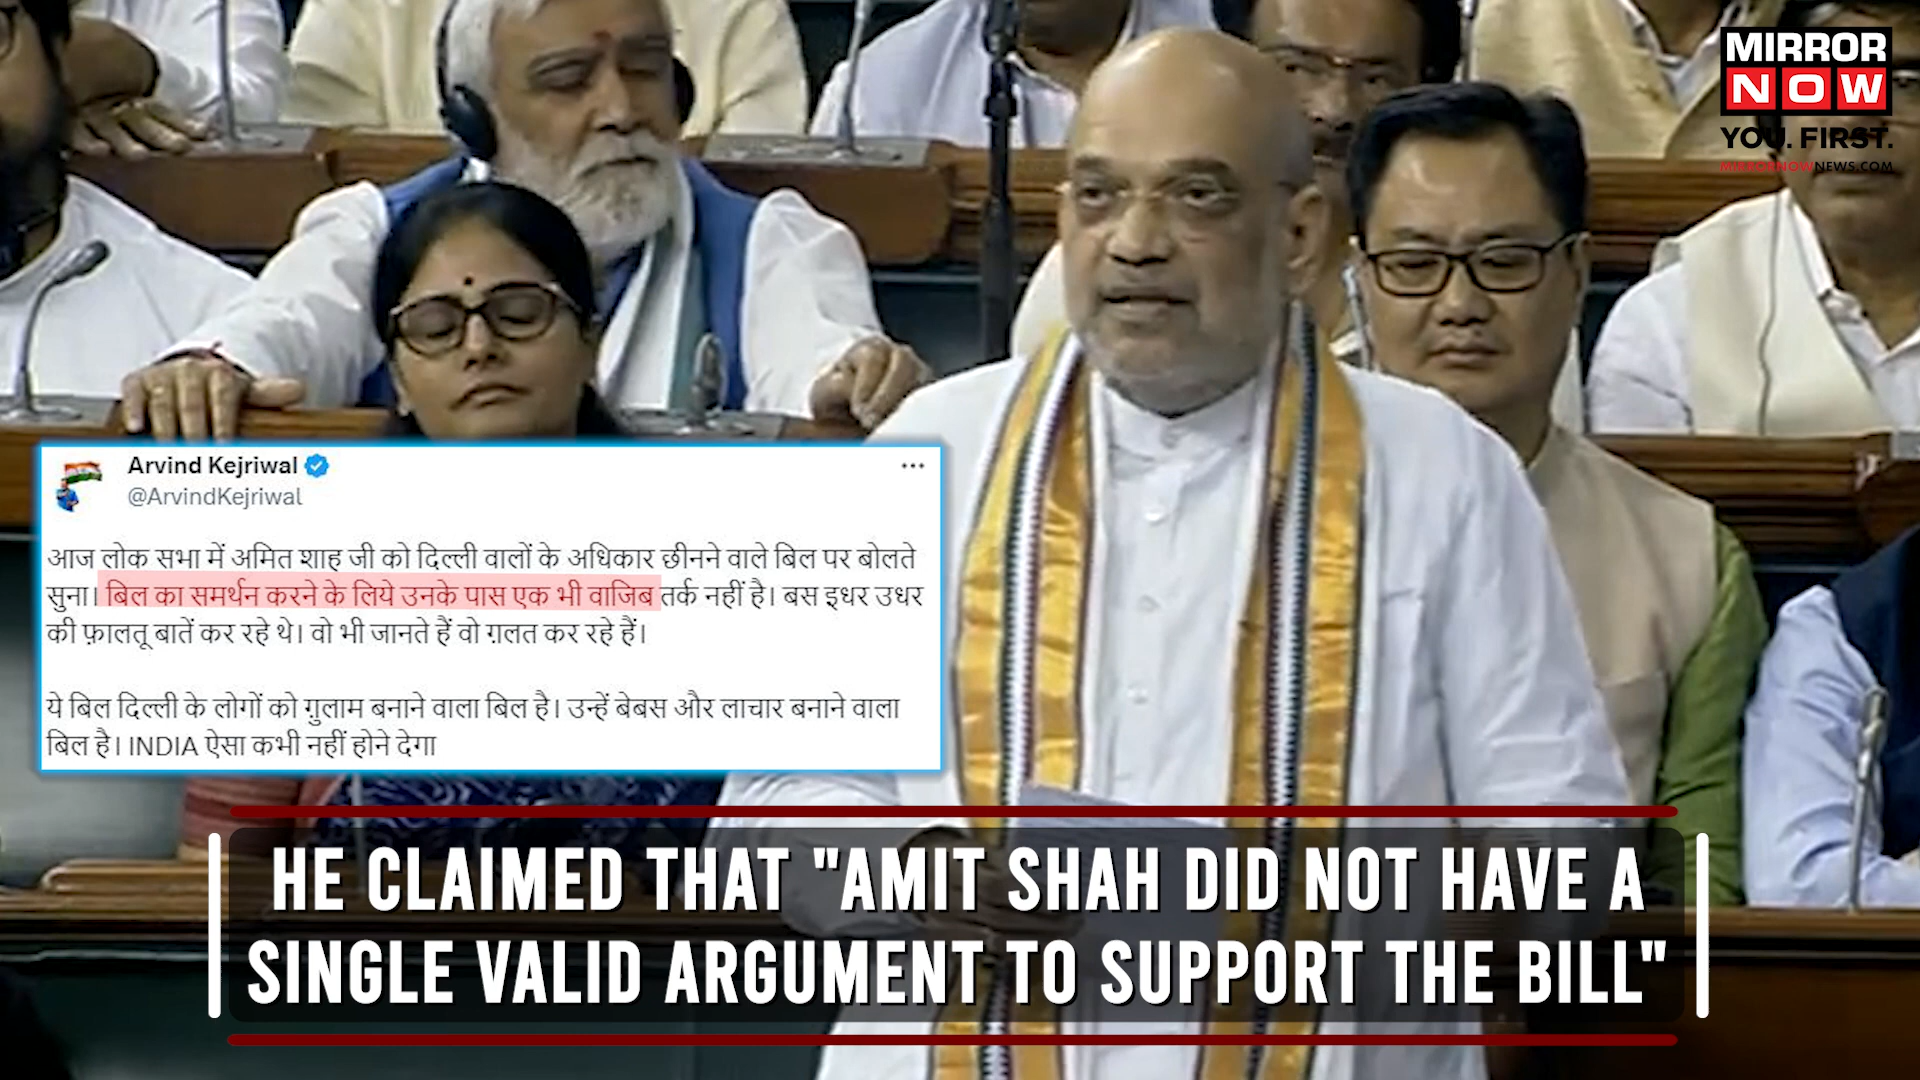 MIRROR
NOW
YOU. FIRST.
MIRRORNOWNEWS.COM
Arvind Kejriwal
@ArvindKejriwal
आज लोक सभा में अमित शाह जी को दिल्ली वालों के अधिकार छीनने वाले बिल पर बोलते
सुना। बिल का समर्थन करने के लिये उनके पास एक भी वाजिब तर्क नहीं है। बस इधर उधर
की फ़ालतू बातें कर रहे थे। वो भी जानते हैं वो ग़लत कर रहे हैं।
ये बिल दिल्ली के लोगों को ग़ुलाम बनाने वाला बिल है। उन्हें बेबस और लाचार बनाने वाला
बिल है। INDIA ऐसा कभी नहीं होने देगा
HE CLAIMED THAT "AMIT SHAH DID NOT HAVE A
SINGLE VALID ARGUMENT TO SUPPORT THE BILL"